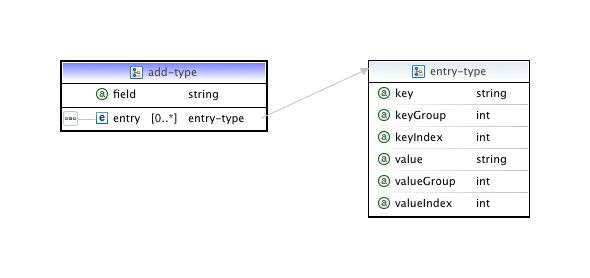 add-type
field string
entry [0..*] entry-type
entry-type
key string
keyGroup int
keyIndex int
value string
valueGroup int
valueIndex int